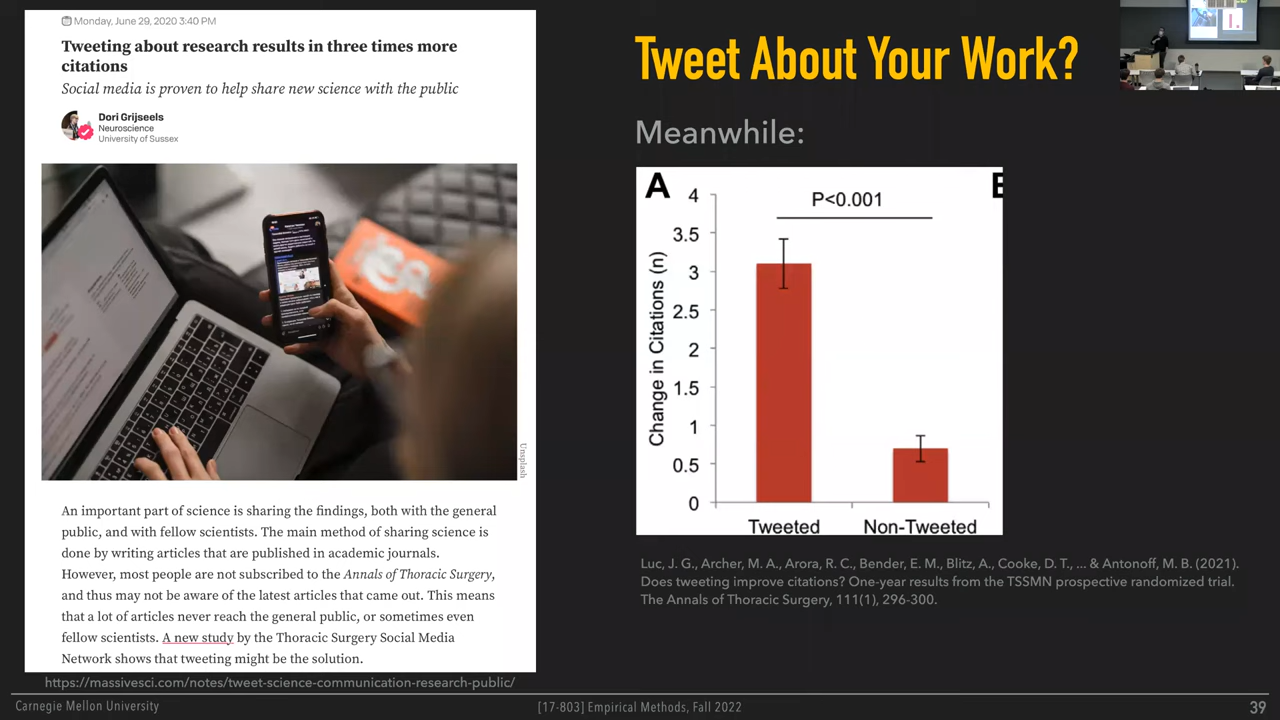 Monday, June 29, 2020 3:40 PM
Tweeting about research results in three times more
citations
Social media is proven to help share new science with the public
Dori Grijseels
Neuroscience
University of Sussex
Unsplash
An important part of science is sharing the findings, both with the general
public, and with fellow scientists. The main method of sharing science is
done by writing articles that are published in academic journals.
However, most people are not subscribed to the Annals of Thoracic Surgery,
and thus may not be aware of the latest articles that came out. This means
that a lot of articles never reach the general public, or sometimes even
fellow scientists. A new study by the Thoracic Surgery Social Media
Network shows that tweeting might be the solution.
https://massivesci.com/notes/tweet-science-communication-research-public/
Tweet About Your Work?
Meanwhile:
A
E
P<0.001
Change in Citations (n)
4
3.5
3
2.5
2
1.5
1
0.5
0
Tweeted
Non-Tweeted
Luc, J. G., Archer, M. A., Arora, R. C., Bender, E. M., Blitz, A., Cooke, D. T., ... & Antonoff, M. B. (2021).
Does tweeting improve citations? One-year results from the TSSMN prospective randomized trial.
The Annals of Thoracic Surgery, 111(1), 296-300.
Carnegie Mellon University
[17-803] Empirical Methods, Fall 2022
39